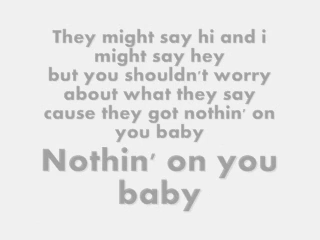 They might say hi and i
might say hey
but you shouldn't worry
about what they say
cause they got nothin' on
you baby
Nothin' on you
baby